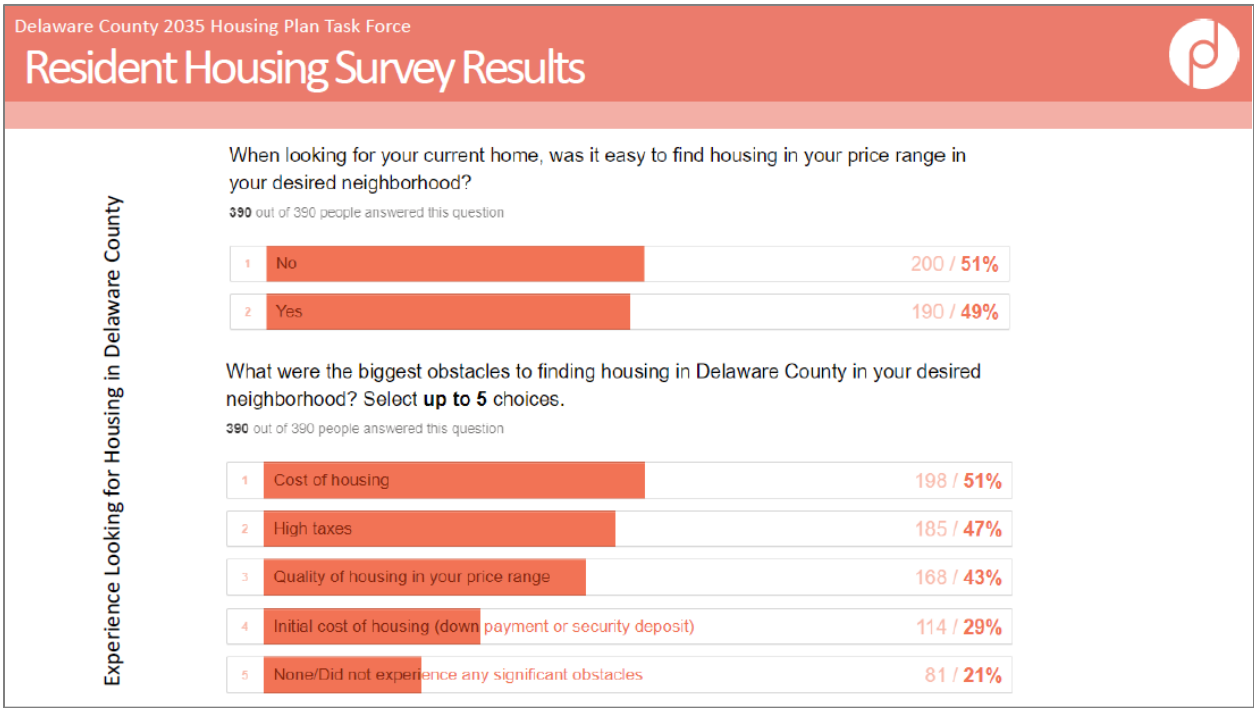 Delaware County 2035 Housing Plan Task Force
Resident Housing Survey Results
Experience Looking for Housing in Delaware County
When looking for your current home, was it easy to find housing in your price range in
your desired neighborhood?
390 out of 390 people answered this question
1 No 200 / 51%
2 Yes 190 / 49%
What were the biggest obstacles to finding housing in Delaware County in your desired
neighborhood? Select up to 5 choices.
390 out of 390 people answered this question
1 Cost of housing 198 / 51%
2 High taxes 185 / 47%
3 Quality of housing in your price range 168 / 43%
4 Initial cost of housing (down payment or security deposit) 114 / 29%
5 None/Did not experience any significant obstacles 81 / 21%